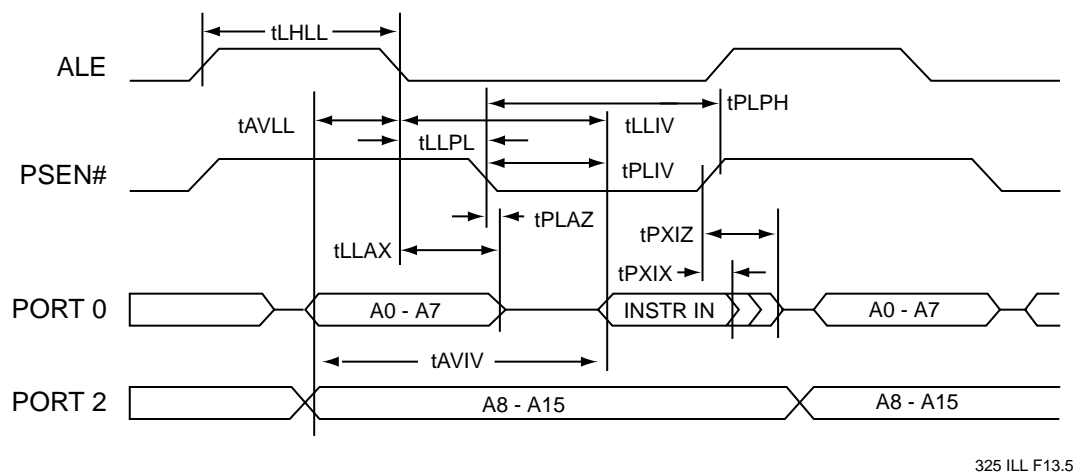 tLHLL
ALE
tPLPH
tAVLL
tLLIV
tLLPL
PSEN#
tPLIV
tPLAZ
tPXIZ
tLLAX
tPXIX
PORT 0
A0 - A7
INSTR IN
A0 - A7
tAVIV
PORT 2
A8 - A15
A8 - A15
325 ILL F13.5